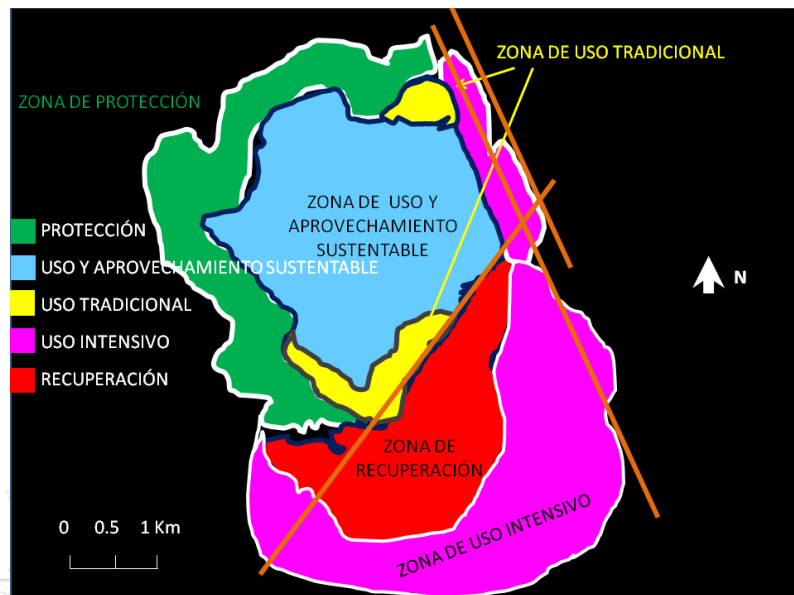 ZONA DE USO TRADICIONAL
ZONA DE PROTECCIÓN
ZONA DE USO Y
APROVECHAMIENTO
SUSTENTABLE
PROTECCIÓN
USO Y APROVECHAMIENTO SUSTENTABLE
USO TRADICIONAL
USO INTENSIVO
RECUPERACIÓN
N
ZONA DE
RECUPERACIÓN
ZONA DE USO INTENSIVO
0 0.5 1 Km